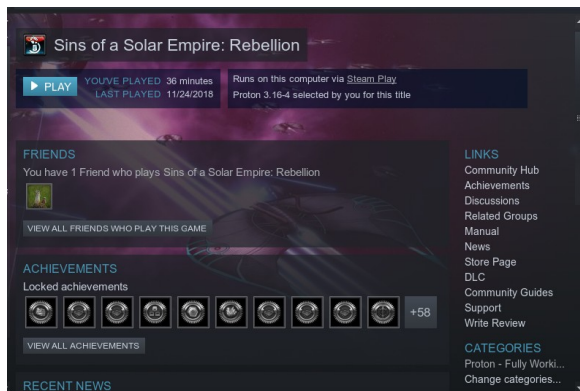 Sins of a Solar Empire: Rebellion
PLAY
YOU'VE PLAYED 36 minutes
LAST PLAYED 11/24/2018
Runs on this computer via Steam Play
Proton 3.16-4 selected by you for this title
FRIENDS
You have 1 Friend who plays Sins of a Solar Empire: Rebellion
VIEW ALL FRIENDS WHO PLAY THIS GAME
ACHIEVEMENTS
Locked achievements
+58
VIEW ALL ACHIEVEMENTS
RECENT NEWS
LINKS
Community Hub
Achievements
Discussions
Related Groups
Manual
News
Store Page
DLC
Community Guides
Support
Write Review
CATEGORIES
Proton - Fully Worki...
Change categories...